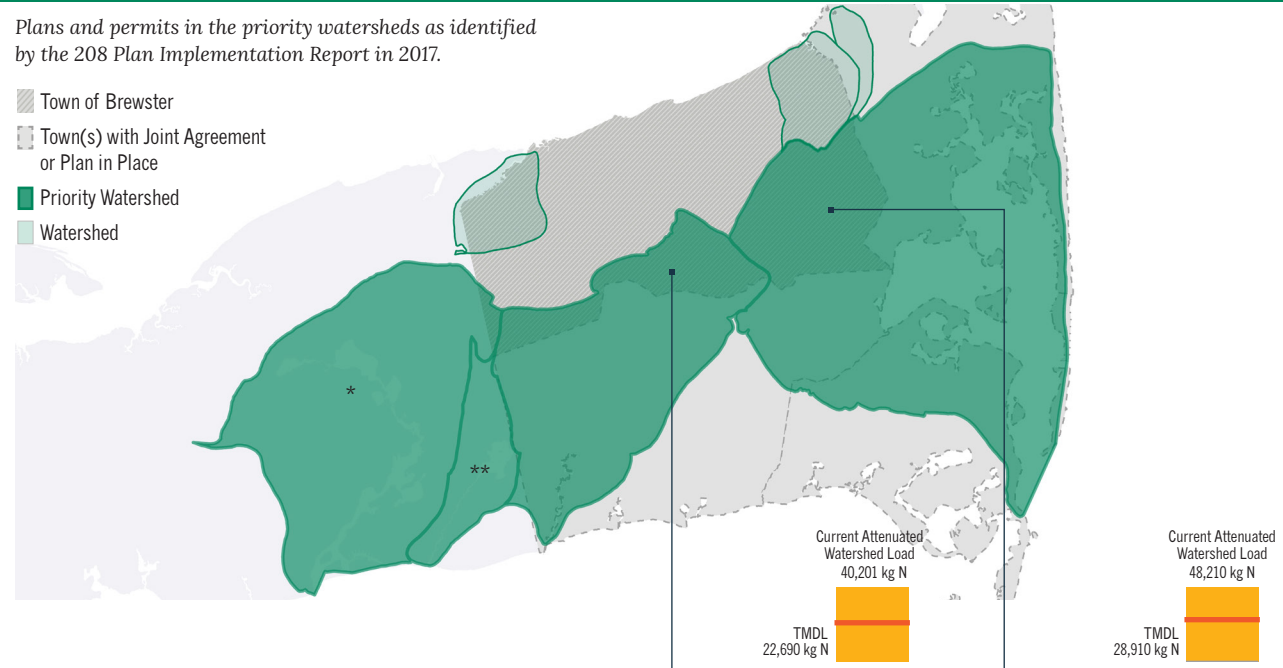 Plans and permits in the priority watersheds as identified
by the 208 Plan Implementation Report in 2017.
Town of Brewster
Town(s) with Joint Agreement
or Plan in Place
Priority Watershed
Watershed
*
**
Current Attenuated
Watershed Load
40,201 kg N
TMDL
22,690 kg N
Current Attenuated
Watershed Load
48,210 kg N
TMDL
28,910 kg N